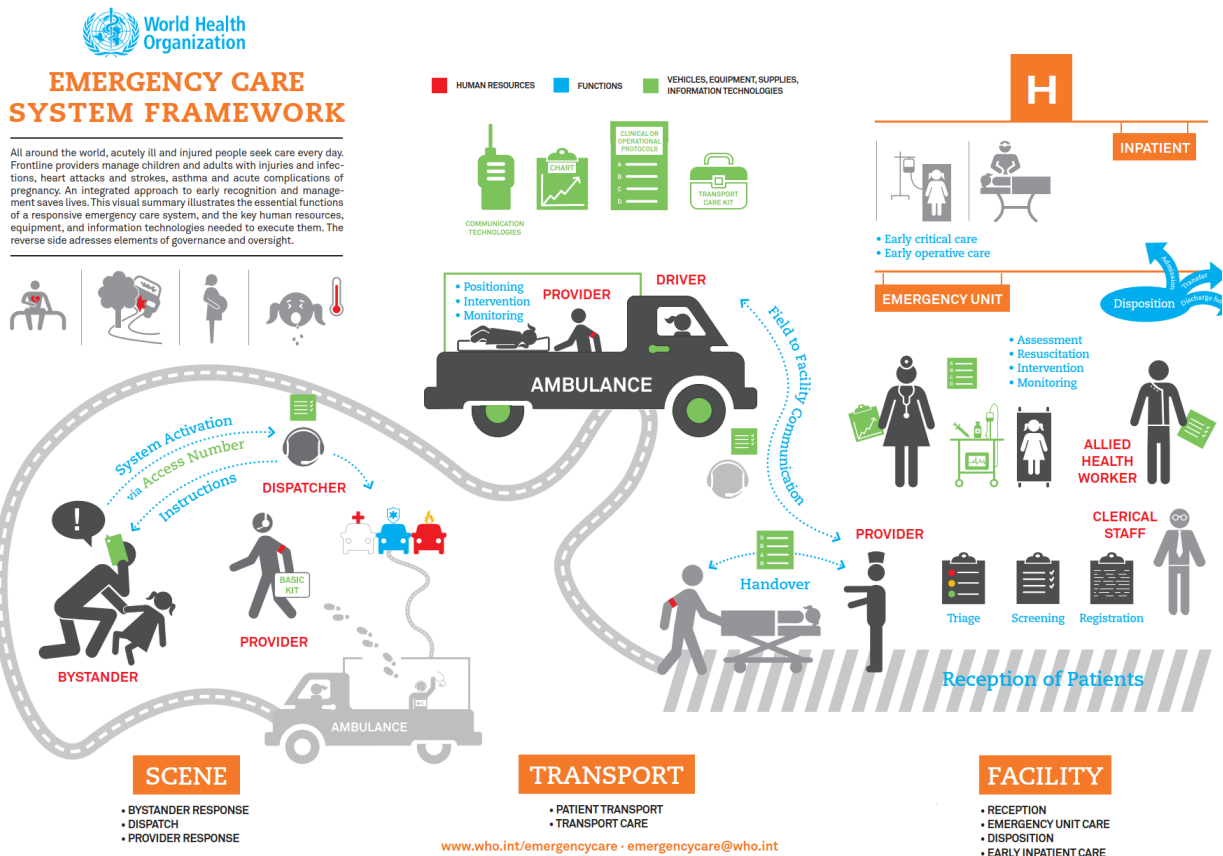 World Health
Organization
EMERGENCY CARE
SYSTEM FRAMEWORK
All around the world, acutely ill and injured people seek care every day.
Frontline providers manage children and adults with injuries and infec-
tions, heart attacks and strokes, asthma and acute complications of
pregnancy. An integrated approach to early recognition and manage-
ment saves lives. This visual summary illustrates the essential functions
of a responsive emergency care system, and the key human resources,
equipment, and information technologies needed to execute them. The
reverse side adresses elements of governance and oversight.
HUMAN RESOURCES
FUNCTIONS
VEHICLES, EQUIPMENT, SUPPLIES,
INFORMATION TECHNOLOGIES
COMMUNICATION
TECHNOLOGIES
CHART
CLINICAL OR
OPERATIONAL
PROTOCOLS
A
B
C
D
TRANSPORT
CARE KIT
H
INPATIENT
• Early critical care
• Early operative care
EMERGENCY UNIT
Disposition
Admission
Transfer
Discharge ho
• Positioning
• Intervention
• Monitoring
PROVIDER
DRIVER
AMBULANCE
Field to Facility Communication
• Assessment
• Resuscitation
• Intervention
• Monitoring
A
B
C
D
ALLIED
HEALTH
WORKER
CLERICAL
STAFF
System Activation
via Access Number
Instructions
DISPATCHER
!
BASIC
KIT
PROVIDER
BYSTANDER
AMBULANCE
Handover
PROVIDER
Triage
Screening
Registration
Reception of Patients
SCENE
• BYSTANDER RESPONSE
• DISPATCH
• PROVIDER RESPONSE
TRANSPORT
• PATIENT TRANSPORT
• TRANSPORT CARE
www.who.int/emergencycare · emergencycare@who.int
FACILITY
• RECEPTION
• EMERGENCY UNIT CARE
• DISPOSITION
• EARLY INPATIENT CARE